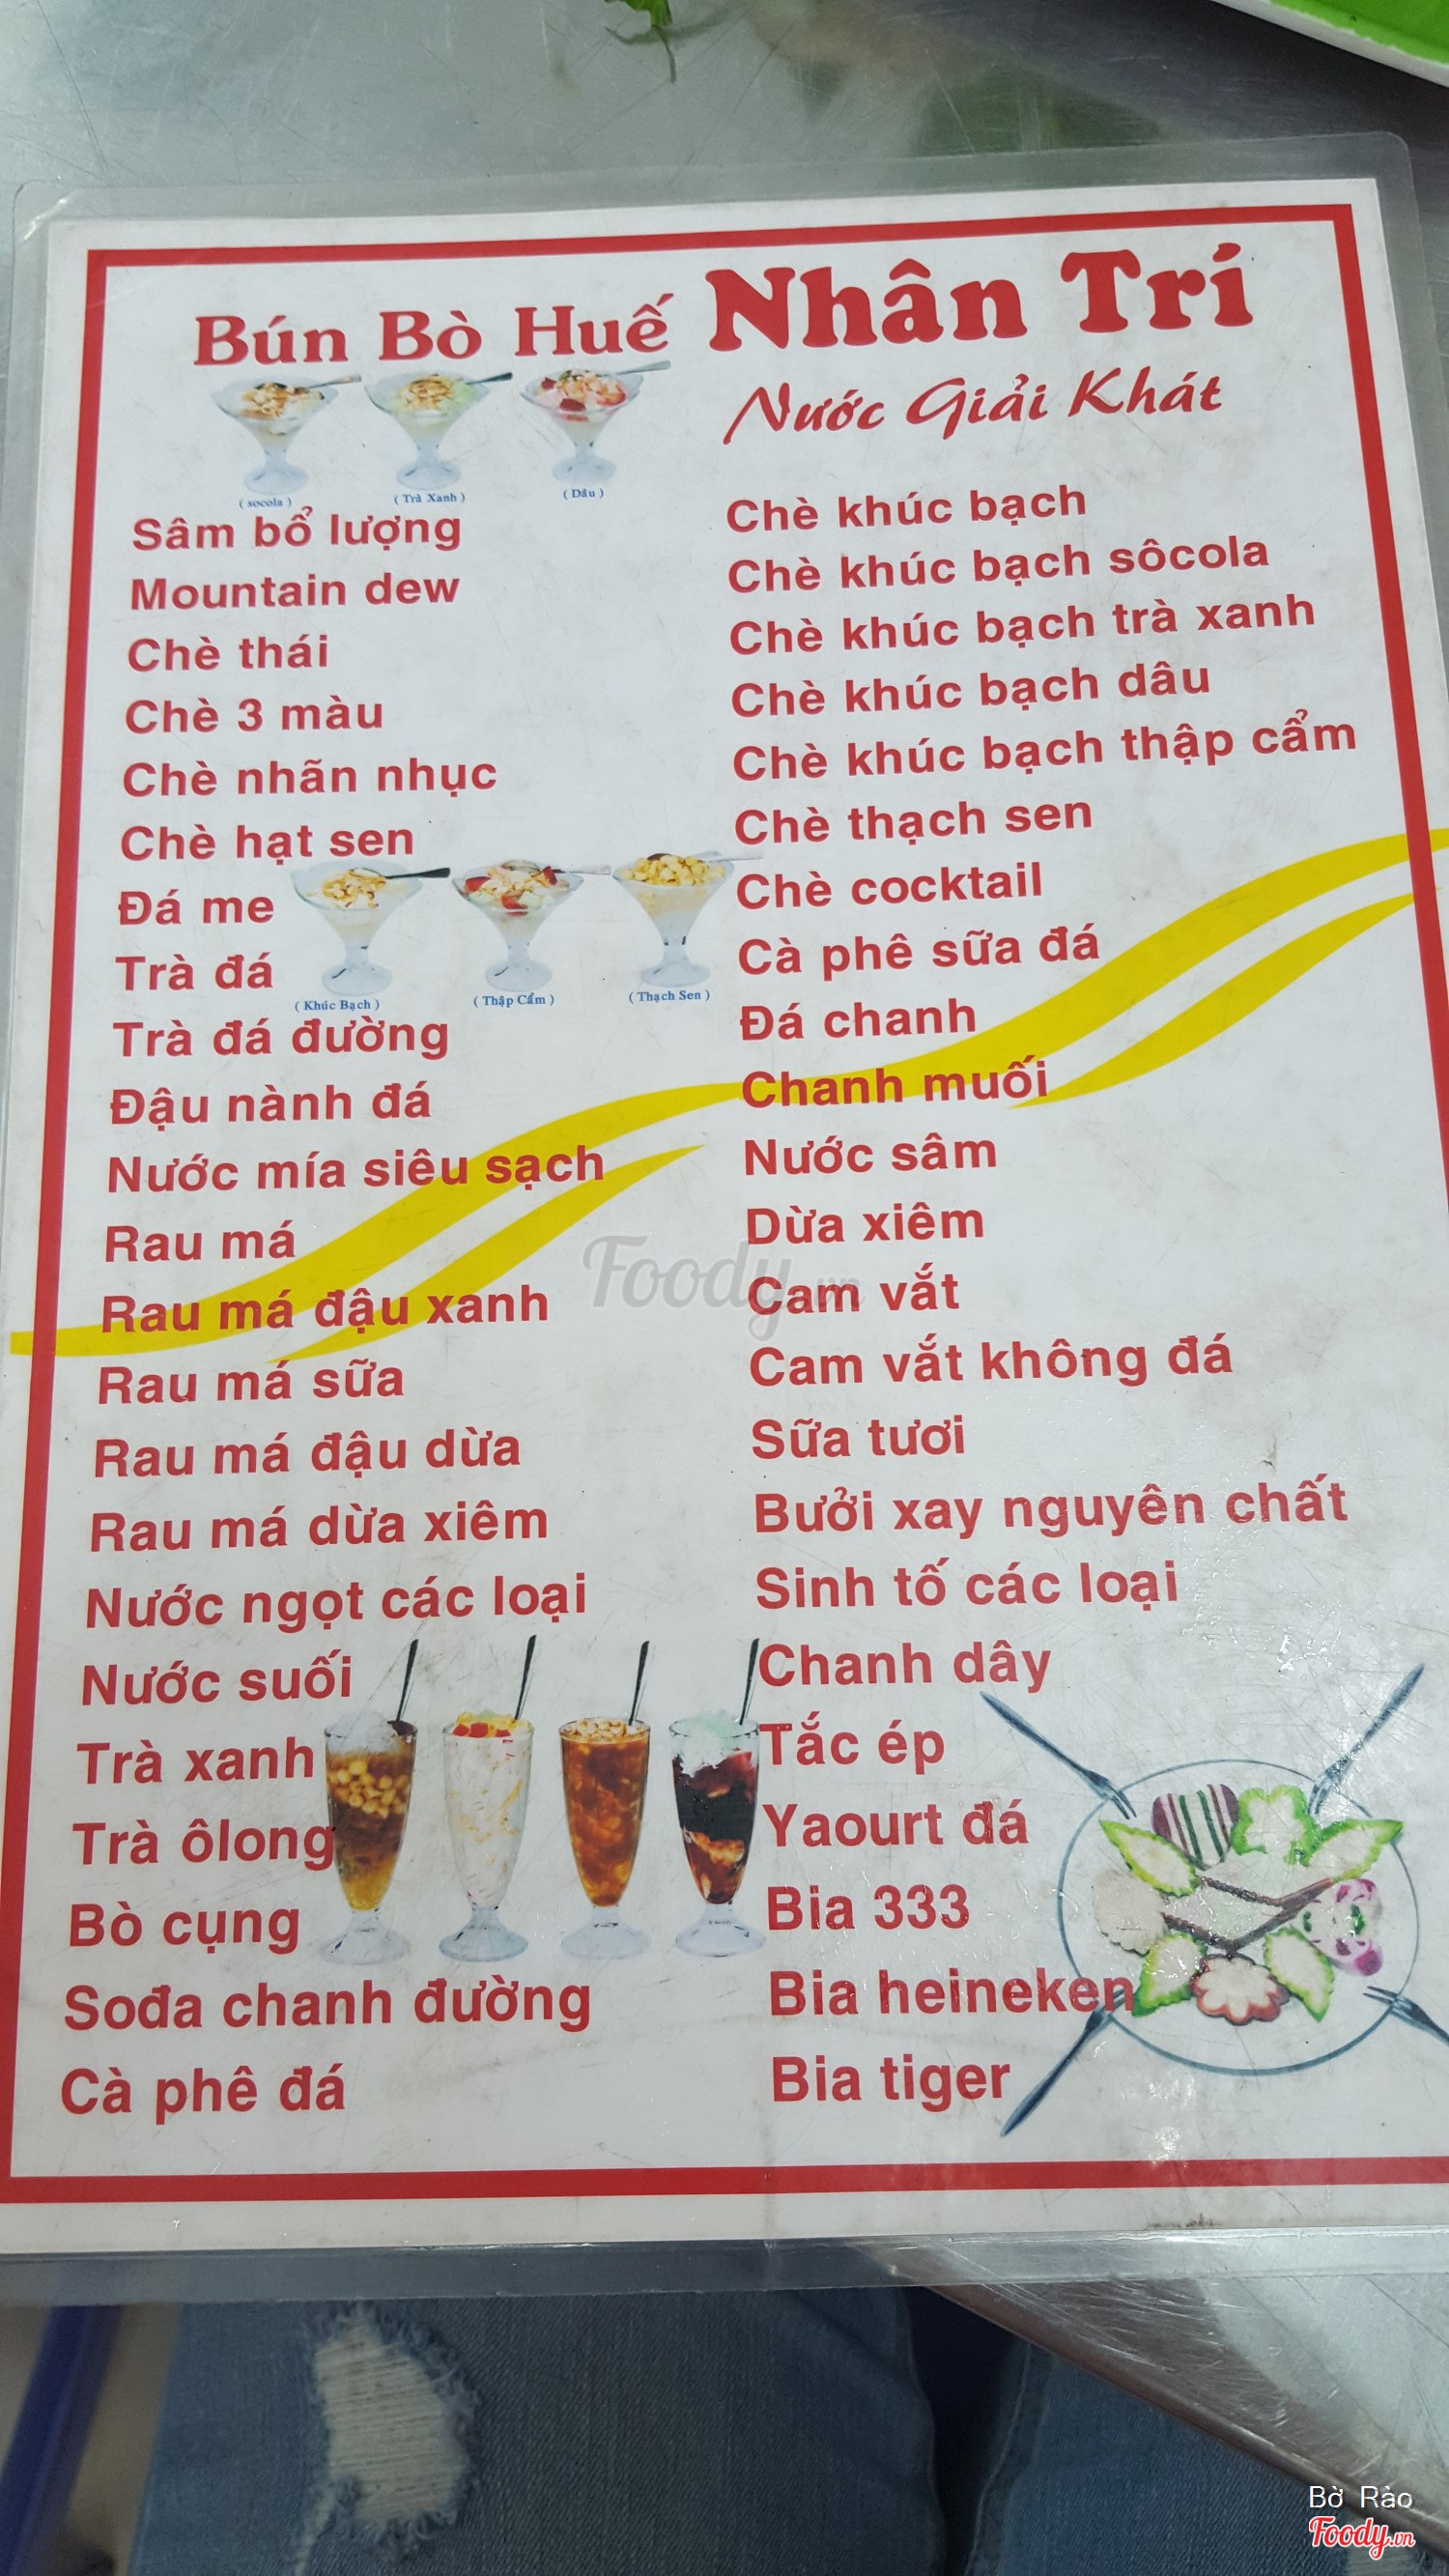 Bún Bò Huế Nhân Trí
Nước Giải Khát
( socola )
( Trà Xanh )
( Dâu )
Sâm bổ lượng
Mountain dew
Chè thái
Chè 3 màu
Chè nhãn nhục
Chè hạt sen
Đá me
Trà đá
( Khúc Bạch )
( Thập Cẩm )
( Thạch Sen )
Trà đá đường
Đậu nành đá
Nước mía siêu sạch
Rau má
Rau má đậu xanh
Rau má sữa
Rau má đậu dừa
Rau má dừa xiêm
Nước ngọt các loại
Nước suối
Trà xanh
Trà ôlong
Bò cụng
Sođa chanh đường
Cà phê đá
Chè khúc bạch
Chè khúc bạch sôcola
Chè khúc bạch trà xanh
Chè khúc bạch dâu
Chè khúc bạch thập cẩm
Chè thạch sen
Chè cocktail
Cà phê sữa đá
Đá chanh
Chanh muối
Nước sâm
Dừa xiêm
Cam vắt
Cam vắt không đá
Sữa tươi
Bưởi xay nguyên chất
Sinh tố các loại
Chanh dây
Tắc ép
Yaourt đá
Bia 333
Bia heineken
Bia tiger
Foody.vn
Bờ Rào
Foody.vn